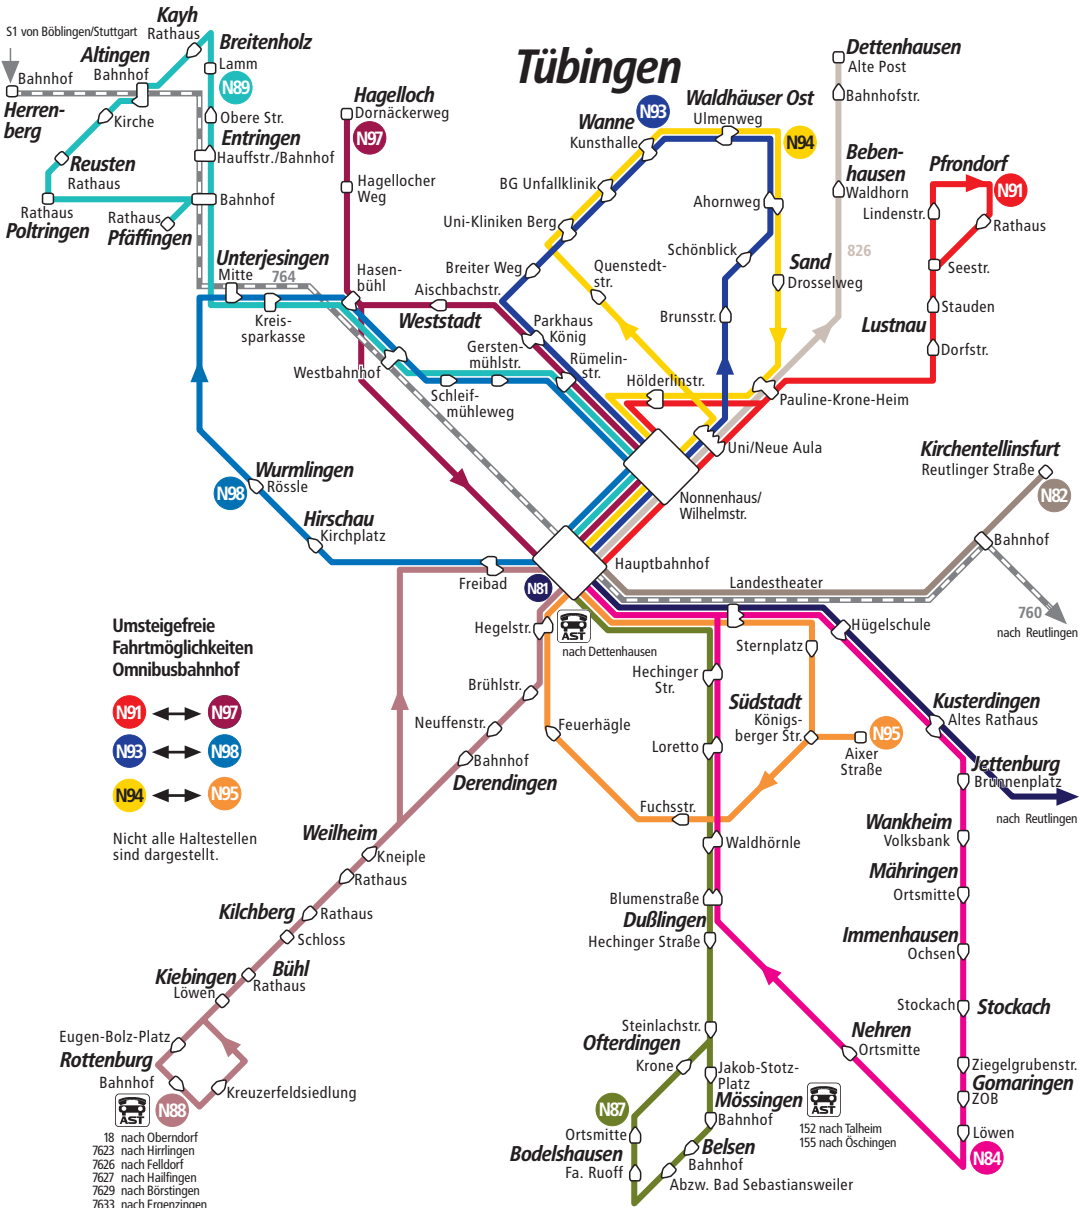 Tübingen
S1 von Böblingen/Stuttgart
Kayh
Rathaus
Breitenholz
Lamm
N89
Altingen
Bahnhof
Bahnhof
Herren-
berg
Kirche
Obere Str.
Entringen
Hauffstr./Bahnhof
Reusten
Rathaus
Bahnhof
Rathaus
Poltringen
Rathaus
Pfäffingen
Hagelloch
Dornäckerweg
N97
Hagellocher
Weg
Unterjesingen
Mitte
764
Kreis-
sparkasse
Hasen-
bühl
Aischbachstr.
Weststadt
Westbahnhof
Gersten-
mühlstr.
Schleif-
mühleweg
Parkhaus
König
Rümelin-
str.
Breiter Weg
Uni-Kliniken Berg
BG Unfallklinik
Wanne
Kunsthalle
N93
Waldhäuser Ost
Ulmenweg
N94
Ahornweg
Schönblick
Brunsstr.
Quenstedt-
str.
Sand
Drosselweg
Hölderlinstr.
Pauline-Krone-Heim
Uni/Neue Aula
Nonnenhaus/
Wilhelmstr.
Dettenhausen
Alte Post
Bahnhofstr.
Beben-
hausen
Waldhorn
826
Pfrondorf
N91
Lindenstr.
Rathaus
Seestr.
Stauden
Lustnau
Dorfstr.
Kirchentellinsfurt
Reutlinger Straße
N82
Bahnhof
760
nach Reutlingen
Wurmlingen
Rössle
N98
Hirschau
Kirchplatz
Freibad
N81
Hauptbahnhof
Landestheater
AST
nach Dettenhausen
Hegelstr.
Brühlstr.
Neuffenstr.
Bahnhof
Derendingen
Feuerhägle
Fuchsstr.
Hechinger
Str.
Loretto
Sternplatz
Südstadt
Königs-
berger Str.
N95
Aixer
Straße
Hügelschule
Kusterdingen
Altes Rathaus
Jettenburg
Brünnenplatz
nach Reutlingen
Wankheim
Volksbank
Mähringen
Ortsmitte
Immenhausen
Ochsen
Stockach
Stockach
Ziegelgrubenstr.
Gomaringen
ZOB
Löwen
N84
Nehren
Ortsmitte
Waldhörnle
Blumenstraße
Dußlingen
Hechinger Straße
Steinlachstr.
Ofterdingen
Krone
Jakob-Stotz-
Platz
Mössingen
Bahnhof
AST
152 nach Talheim
155 nach Öschingen
N87
Ortsmitte
Bodelshausen
Fa. Ruoff
Belsen
Bahnhof
Abzw. Bad Sebastiansweiler
Umsteigefreie
Fahrtmöglichkeiten
Omnibusbahnhof
N91 N97
N93 N98
N94 N95
Nicht alle Haltestellen
sind dargestellt.
Weilheim
Kneiple
Rathaus
Kilchberg
Rathaus
Schloss
Bühl
Rathaus
Kiebingen
Löwen
Eugen-Bolz-Platz
Rottenburg
Bahnhof
Kreuzerfeldsiedlung
AST
N88
18 nach Oberndorf
7623 nach Hirrlingen
7626 nach Felldorf
7627 nach Hailfingen
7629 nach Börstingen
7633 nach Ergenzingen